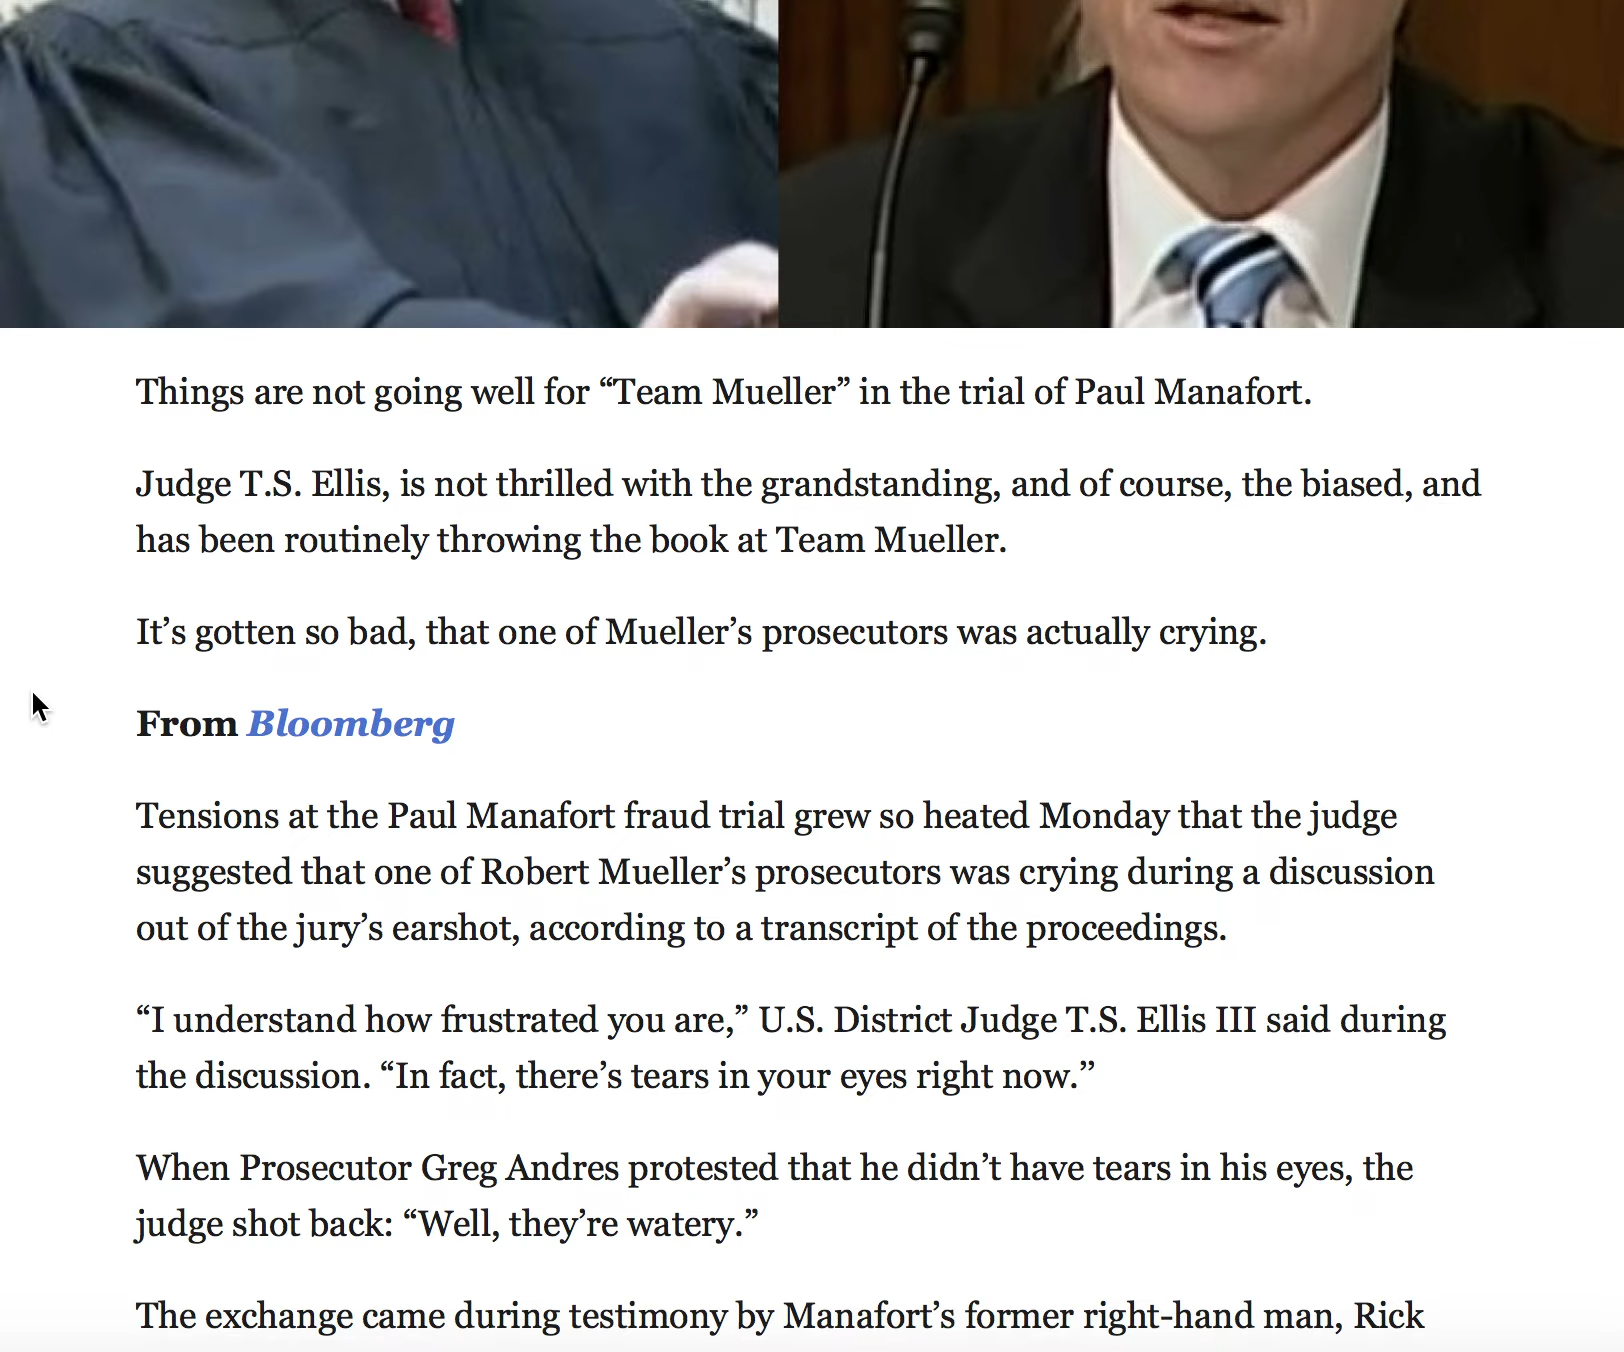 Things are not going well for “Team Mueller” in the trial of Paul Manafort.
Judge T.S. Ellis, is not thrilled with the grandstanding, and of course, the biased, and
has been routinely throwing the book at Team Mueller.
It’s gotten so bad, that one of Mueller’s prosecutors was actually crying.
From Bloomberg
Tensions at the Paul Manafort fraud trial grew so heated Monday that the judge
suggested that one of Robert Mueller’s prosecutors was crying during a discussion
out of the jury’s earshot, according to a transcript of the proceedings.
“I understand how frustrated you are,” U.S. District Judge T.S. Ellis III said during
the discussion. “In fact, there’s tears in your eyes right now.”
When Prosecutor Greg Andres protested that he didn’t have tears in his eyes, the
judge shot back: “Well, they’re watery.”
The exchange came during testimony by Manafort’s former right-hand man, Rick